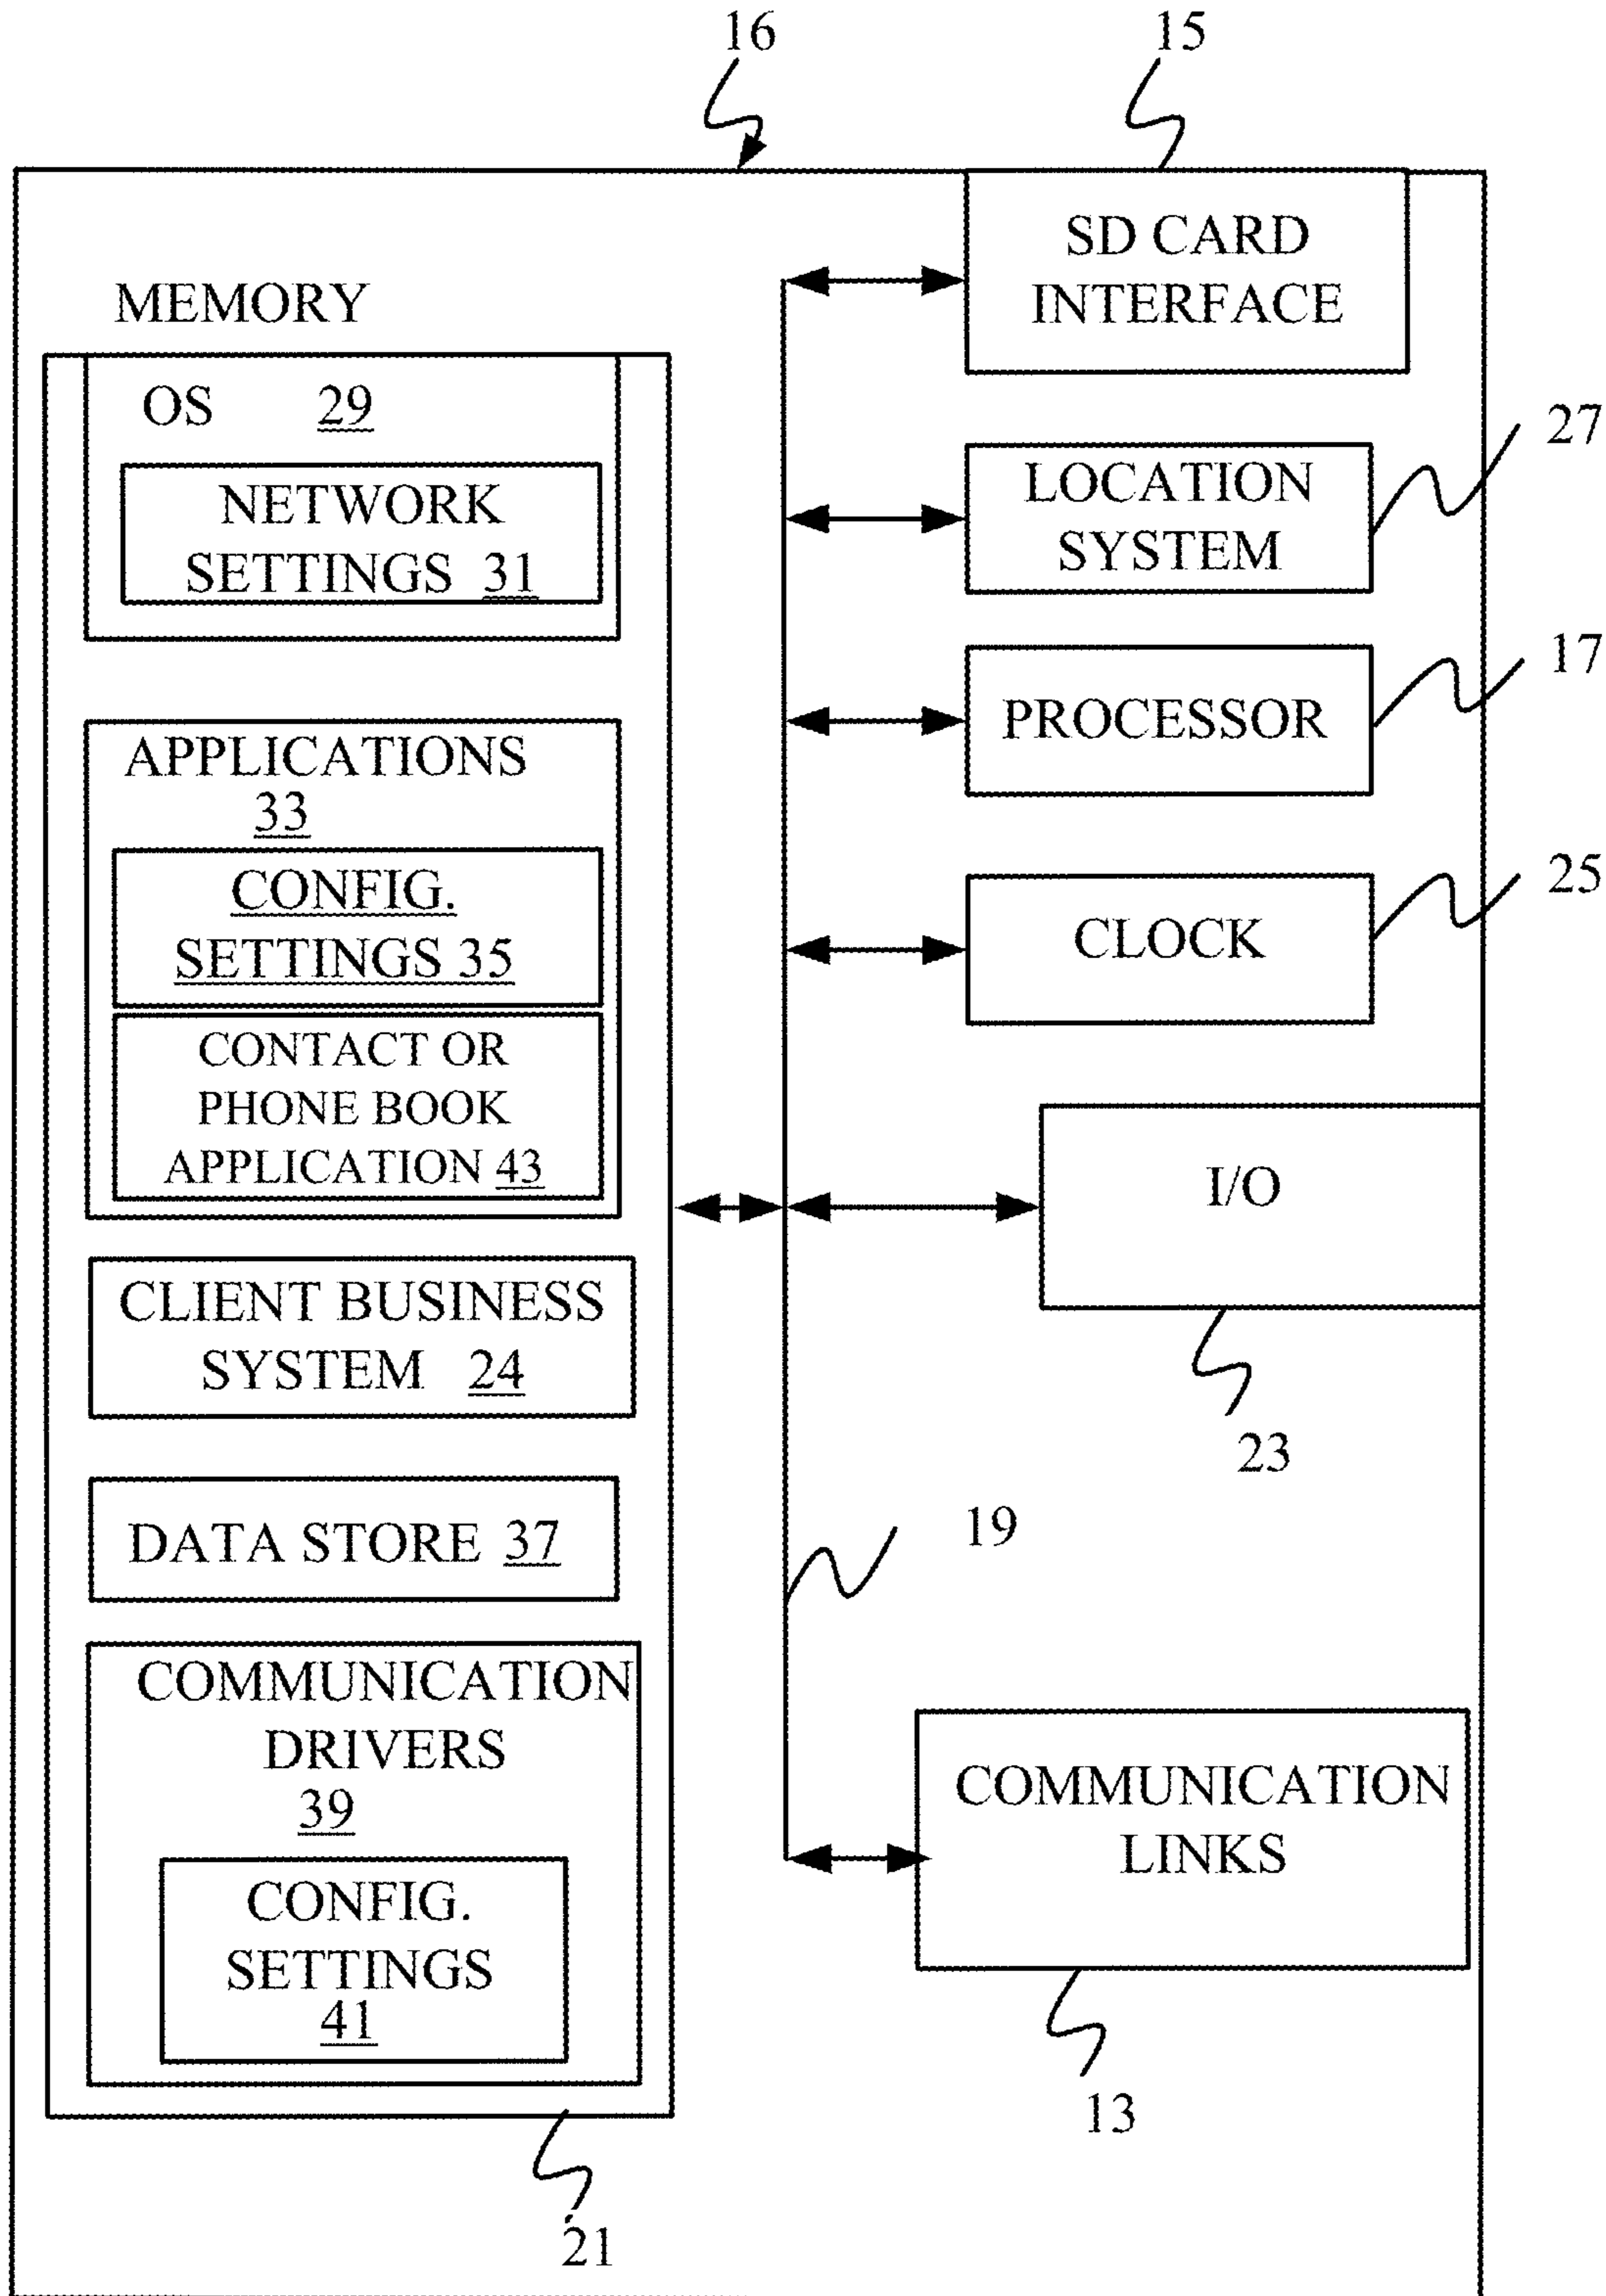 16
15
MEMORY
OS 29
NETWORK
SETTINGS 31
APPLICATIONS
33
CONFIG.
SETTINGS 35
CONTACT OR
PHONE BOOK
APPLICATION 43
CLIENT BUSINESS
SYSTEM 24
DATA STORE 37
COMMUNICATION
DRIVERS
39
CONFIG.
SETTINGS
41
21
SD CARD
INTERFACE
LOCATION
SYSTEM
27
PROCESSOR
17
CLOCK
25
I/O
23
19
COMMUNICATION
LINKS
13